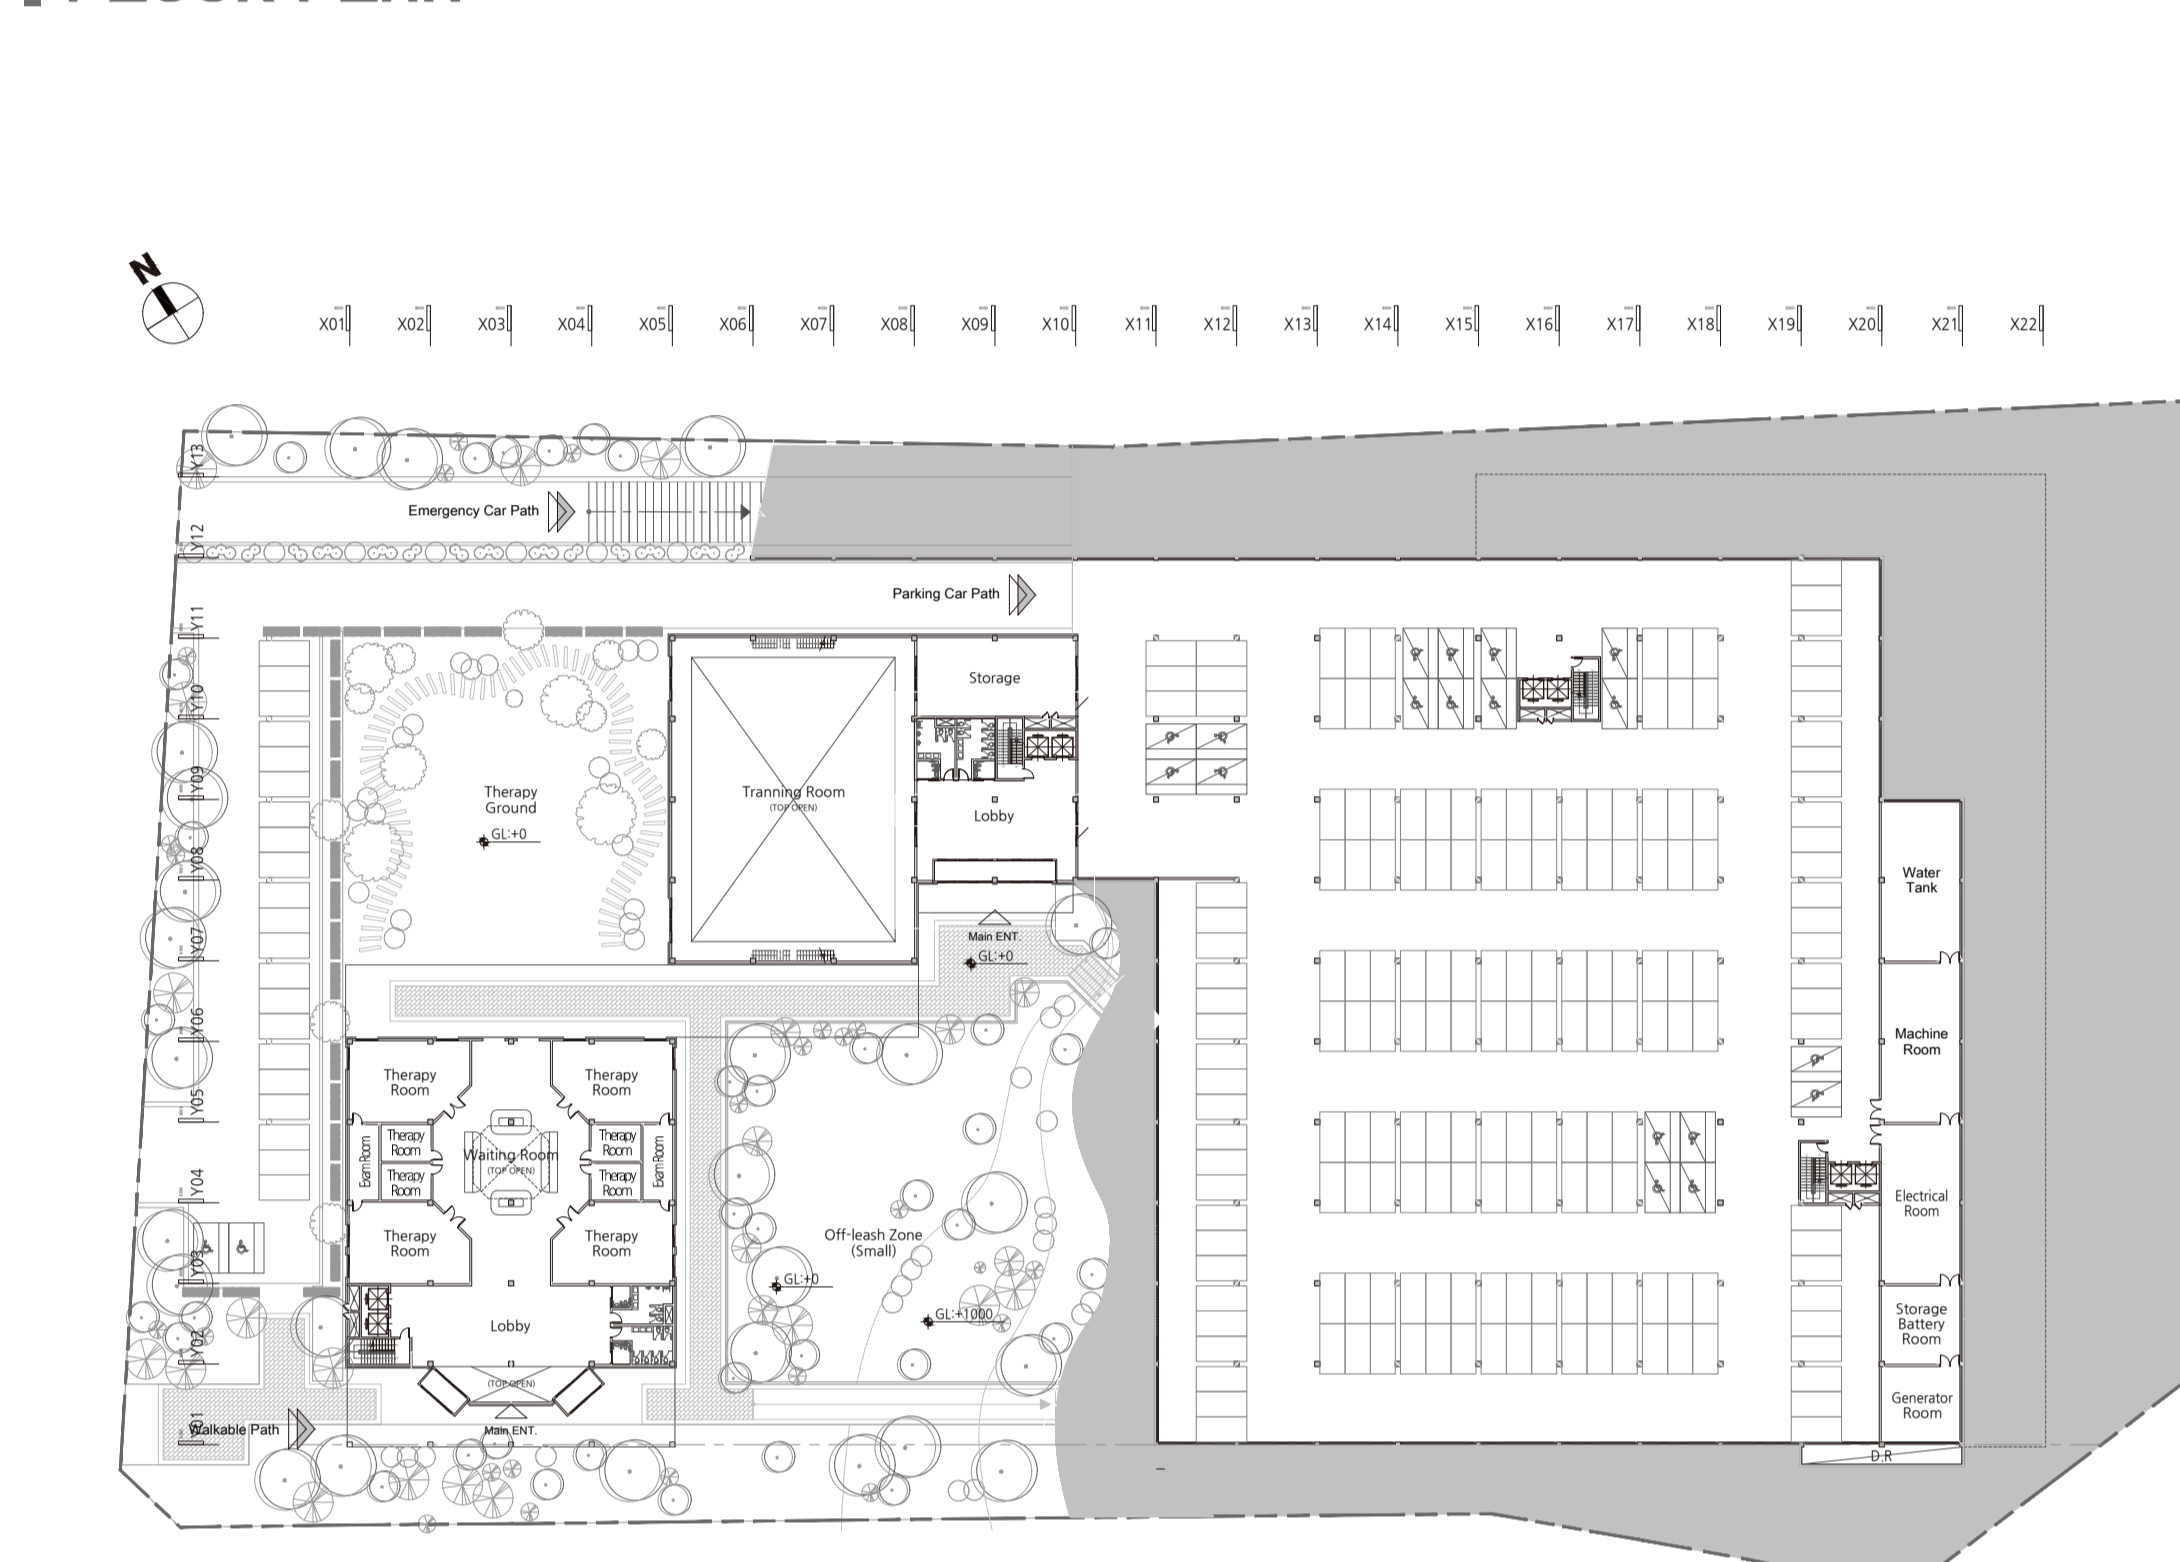 N
X01
X02
X03
X04
X05
X06
X07
X08
X09
X10
X11
X12
X13
X14
X15
X16
X17
X18
X19
X20
X21
X22
Y13
Emergency Car Path
Y12
Parking Car Path
Y11
Storage
Y10
Therapy
Ground
GL:+0
Tranning Room
(TOP OPEN)
Y09
Lobby
Y08
Water
Tank
Main ENT.
GL:+0
Y07
Y06
Machine
Room
Therapy
Room
Therapy
Room
Y05
Exam Room
Therapy
Room
Therapy
Room
Waiting Room
(TOP OPEN)
Therapy
Room
Therapy
Room
Exam Room
Y04
Electrical
Room
Therapy
Room
Therapy
Room
Off-leash Zone
(Small)
Y03
GL:+0
GL:+1000
Storage
Battery
Room
Lobby
Y02
(TOP OPEN)
Generator
Room
Y01
Walkable Path
Main ENT.
D.R